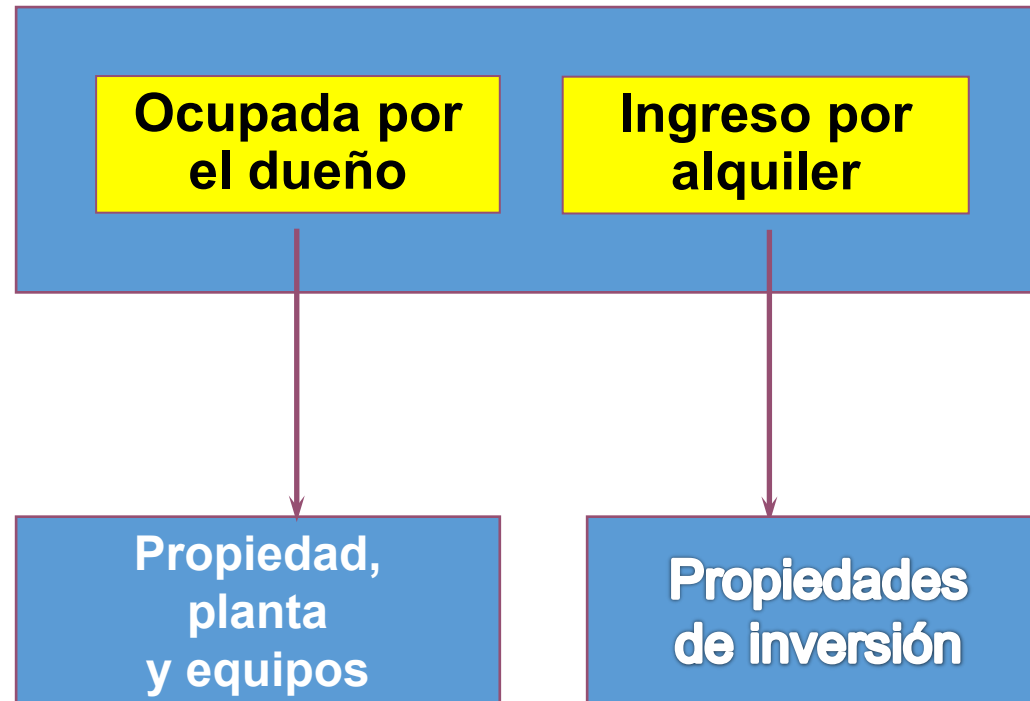 Ocupada por
el dueño
Ingreso por
alquiler
Propiedad,
planta
y equipos
Propiedades
de inversión